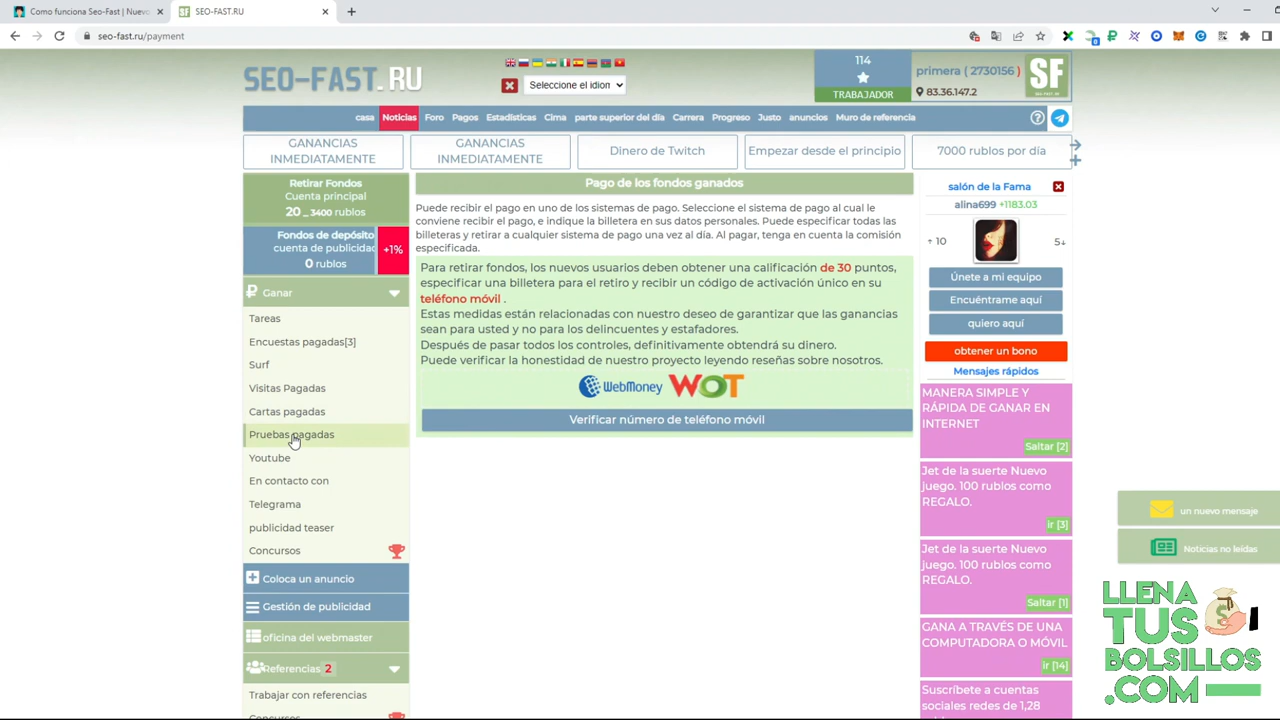 Como funciona Seo-Fast | Nuevo
SEO-FAST.RU
seo-fast.ru/payment
SEO-FAST.RU
Seleccione el idiom
114
TRABAJADOR
primera ( 2730156 )
83.36.147.2
SF
casa Noticias Foro Pagos Estadísticas Cima parte superior del día Carrera Progreso Justo anuncios Muro de referencia
GANANCIAS INMEDIATAMENTE
GANANCIAS INMEDIATAMENTE
Dinero de Twitch
Empezar desde el principio
7000 rublos por día
Retirar Fondos
Cuenta principal
20 _ 3400 rublos
Fondos de depósito
cuenta de publicidad
0 rublos
+1%
Ganar
Tareas
Encuestas pagadas[3]
Surf
Visitas Pagadas
Cartas pagadas
Pruebas pagadas
Youtube
En contacto con
Telegrama
publicidad teaser
Concursos
Coloca un anuncio
Gestión de publicidad
oficina del webmaster
Referencias 2
Trabajar con referencias
Concursos
Pago de los fondos ganados
Puede recibir el pago en uno de los sistemas de pago. Seleccione el sistema de pago al cual le
conviene recibir el pago, e indique la billetera en sus datos personales. Puede especificar todas las
billeteras y retirar a cualquier sistema de pago una vez al día. Al pagar, tenga en cuenta la comisión
especificada.
Para retirar fondos, los nuevos usuarios deben obtener una calificación de 30 puntos,
especificar una billetera para el retiro y recibir un código de activación único en su
teléfono móvil .
Estas medidas están relacionadas con nuestro deseo de garantizar que las ganancias
sean para usted y no para los delincuentes y estafadores.
Después de pasar todos los controles, definitivamente obtendrá su dinero.
Puede verificar la honestidad de nuestro proyecto leyendo reseñas sobre nosotros.
WebMoney WOT
Verificar número de teléfono móvil
salón de la Fama
alina699 +1183.03
↑ 10
5↓
Únete a mi equipo
Encuéntrame aquí
quiero aquí
obtener un bono
Mensajes rápidos
MANERA SIMPLE Y
RÁPIDA DE GANAR EN
INTERNET
Saltar [2]
Jet de la suerte Nuevo
juego. 100 rublos como
REGALO.
ir [3]
Jet de la suerte Nuevo
juego. 100 rublos como
REGALO.
Saltar [1]
GANA A TRAVÉS DE UNA
COMPUTADORA O MÓVIL
ir [14]
Suscríbete a cuentas
sociales redes de 1,28
un nuevo mensaje
Noticias no leídas
LLENA
TUS
BOLSILLOS
.COM